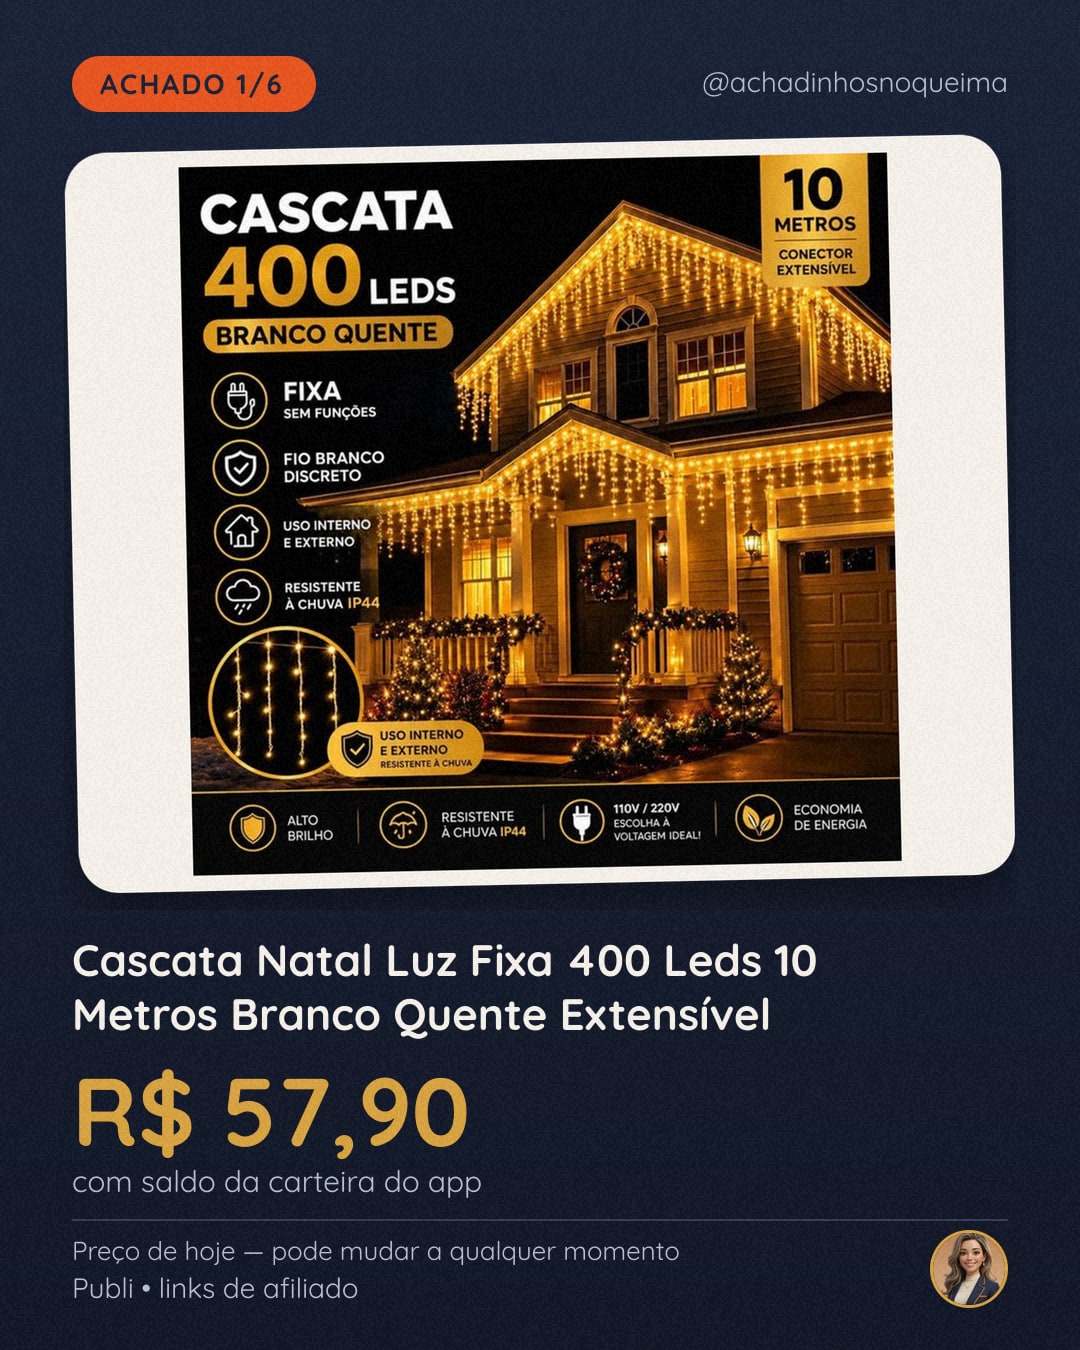 ACHADO 1/6
@achadinhosnoqueima
CASCATA
400 LEDS
BRANCO QUENTE
10
METROS
CONECTOR
EXTENSÍVEL
FIXA
SEM FUNÇÕES
FIO BRANCO
DISCRETO
USO INTERNO
E EXTERNO
RESISTENTE
À CHUVA IP44
USO INTERNO
E EXTERNO
RESISTENTE À CHUVA
ALTO
BRILHO
RESISTENTE
À CHUVA IP44
110V / 220V
ESCOLHA À
VOLTAGEM IDEAL!
ECONOMIA
DE ENERGIA
Cascata Natal Luz Fixa 400 Leds 10
Metros Branco Quente Extensível
R$ 57,90
com saldo da carteira do app
Preço de hoje — pode mudar a qualquer momento
Publi • links de afiliado